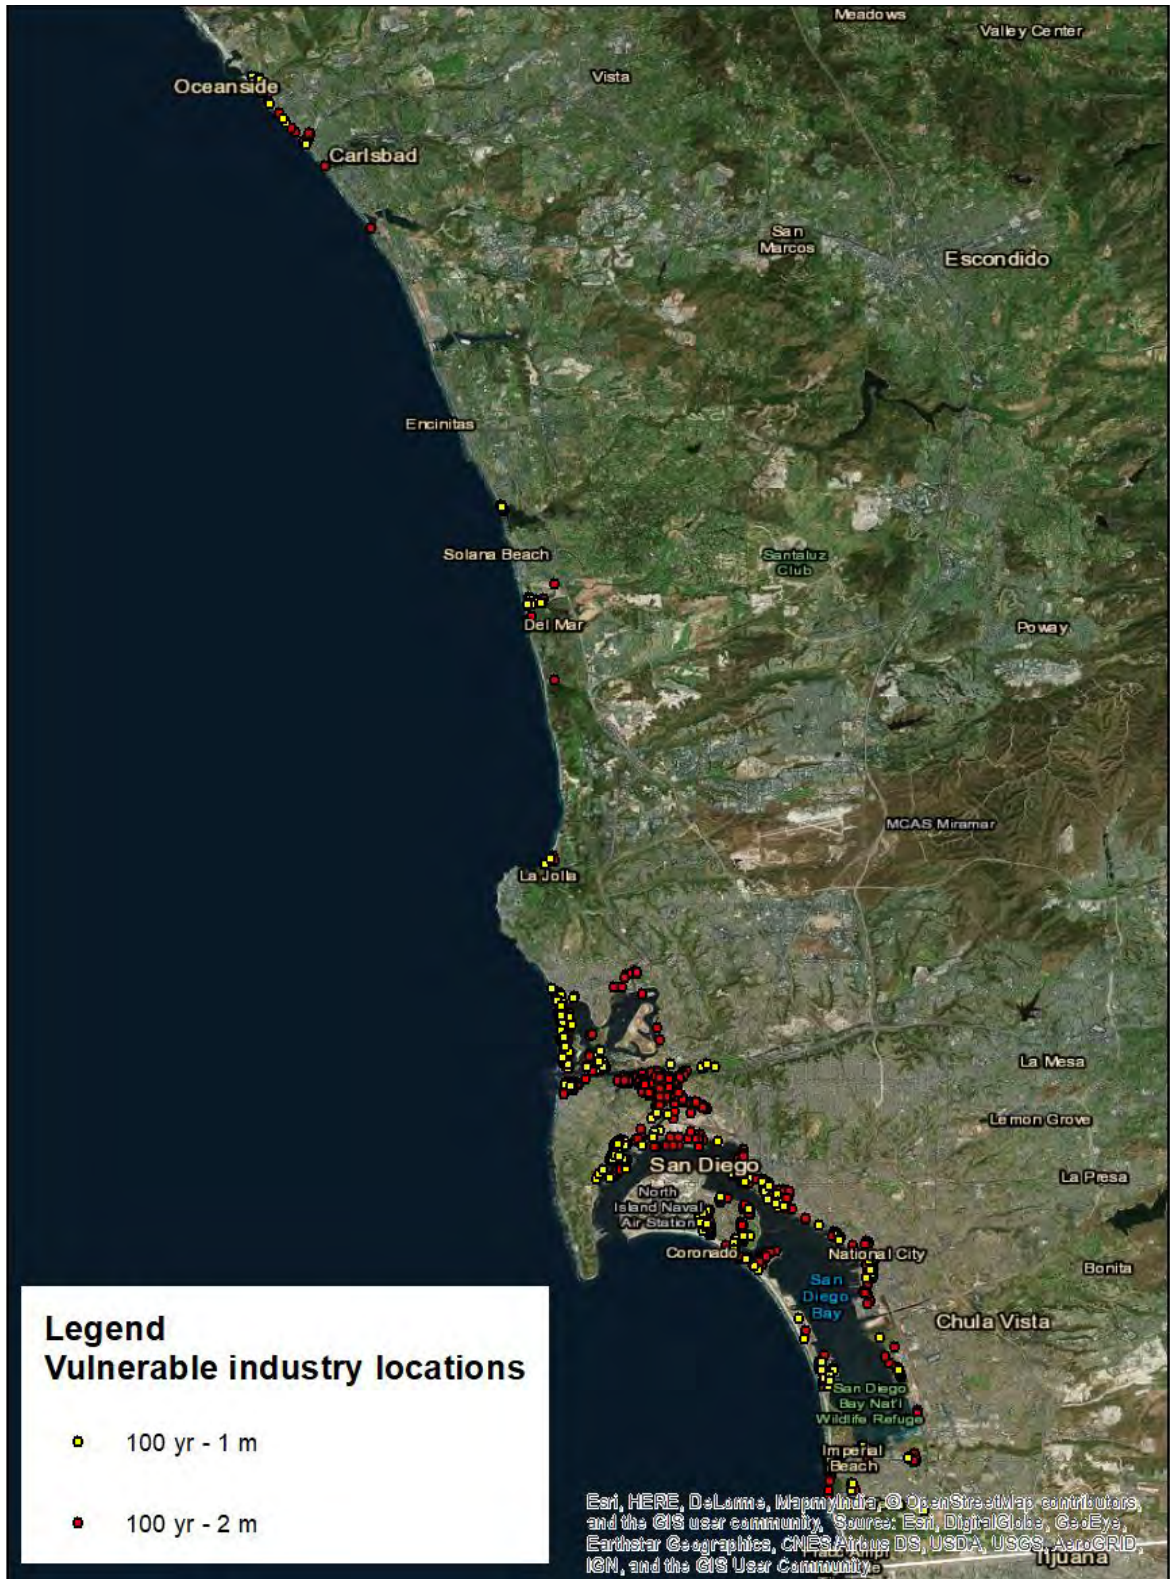 Meadows
Valley Center
Vista
Oceanside
Carlsbad
San
Marcos
Escondido
Encinitas
Solana Beach
Santaluz
Club
Del Mar
Poway
MCAS Miramar
La Jolla
La Mesa
Lemon Grove
San Diego
La Presa
North
Island Naval
Air Station
Coronado
National City
Bonita
San
Diego
Bay
Chula Vista
San Diego
Bay Nat'l
Wildlife Refuge
Imperial
Beach
Legend
Vulnerable industry locations
100 yr - 1 m
100 yr - 2 m
Esri, HERE, DeLorme, MapmyIndia, © OpenStreetMap contributors,
and the GIS user community, Source: Esri, DigitalGlobe, GeoEye,
Earthstar Geographics, CNES/Airbus DS, USDA, USGS, AeroGRID,
IGN, and the GIS User Community
Tijuana